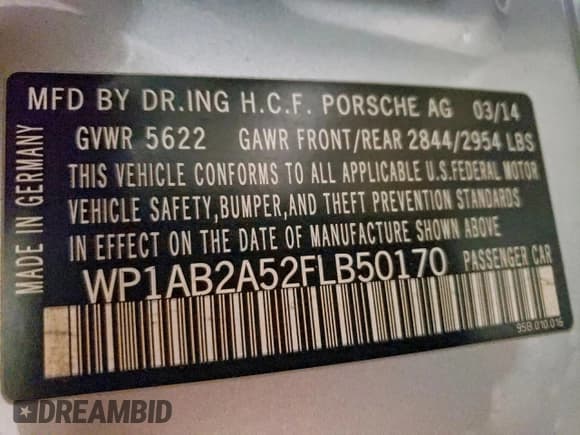 MFD BY DR.ING H.C.F. PORSCHE AG 03/14
GVWR 5622 GAWR FRONT/REAR 2844/2954 LBS
THIS VEHICLE CONFORMS TO ALL APPLICABLE U.S.FEDERAL MOTOR
VEHICLE SAFETY,BUMPER,AND THEFT PREVENTION STANDARDS
IN EFFECT ON THE DATE OF MANUFACTURE SHOWN ABOVE
WP1AB2A52FLB50170 PASSENGER CAR
95B.010.016
MADE IN GERMANY
DREAMBID